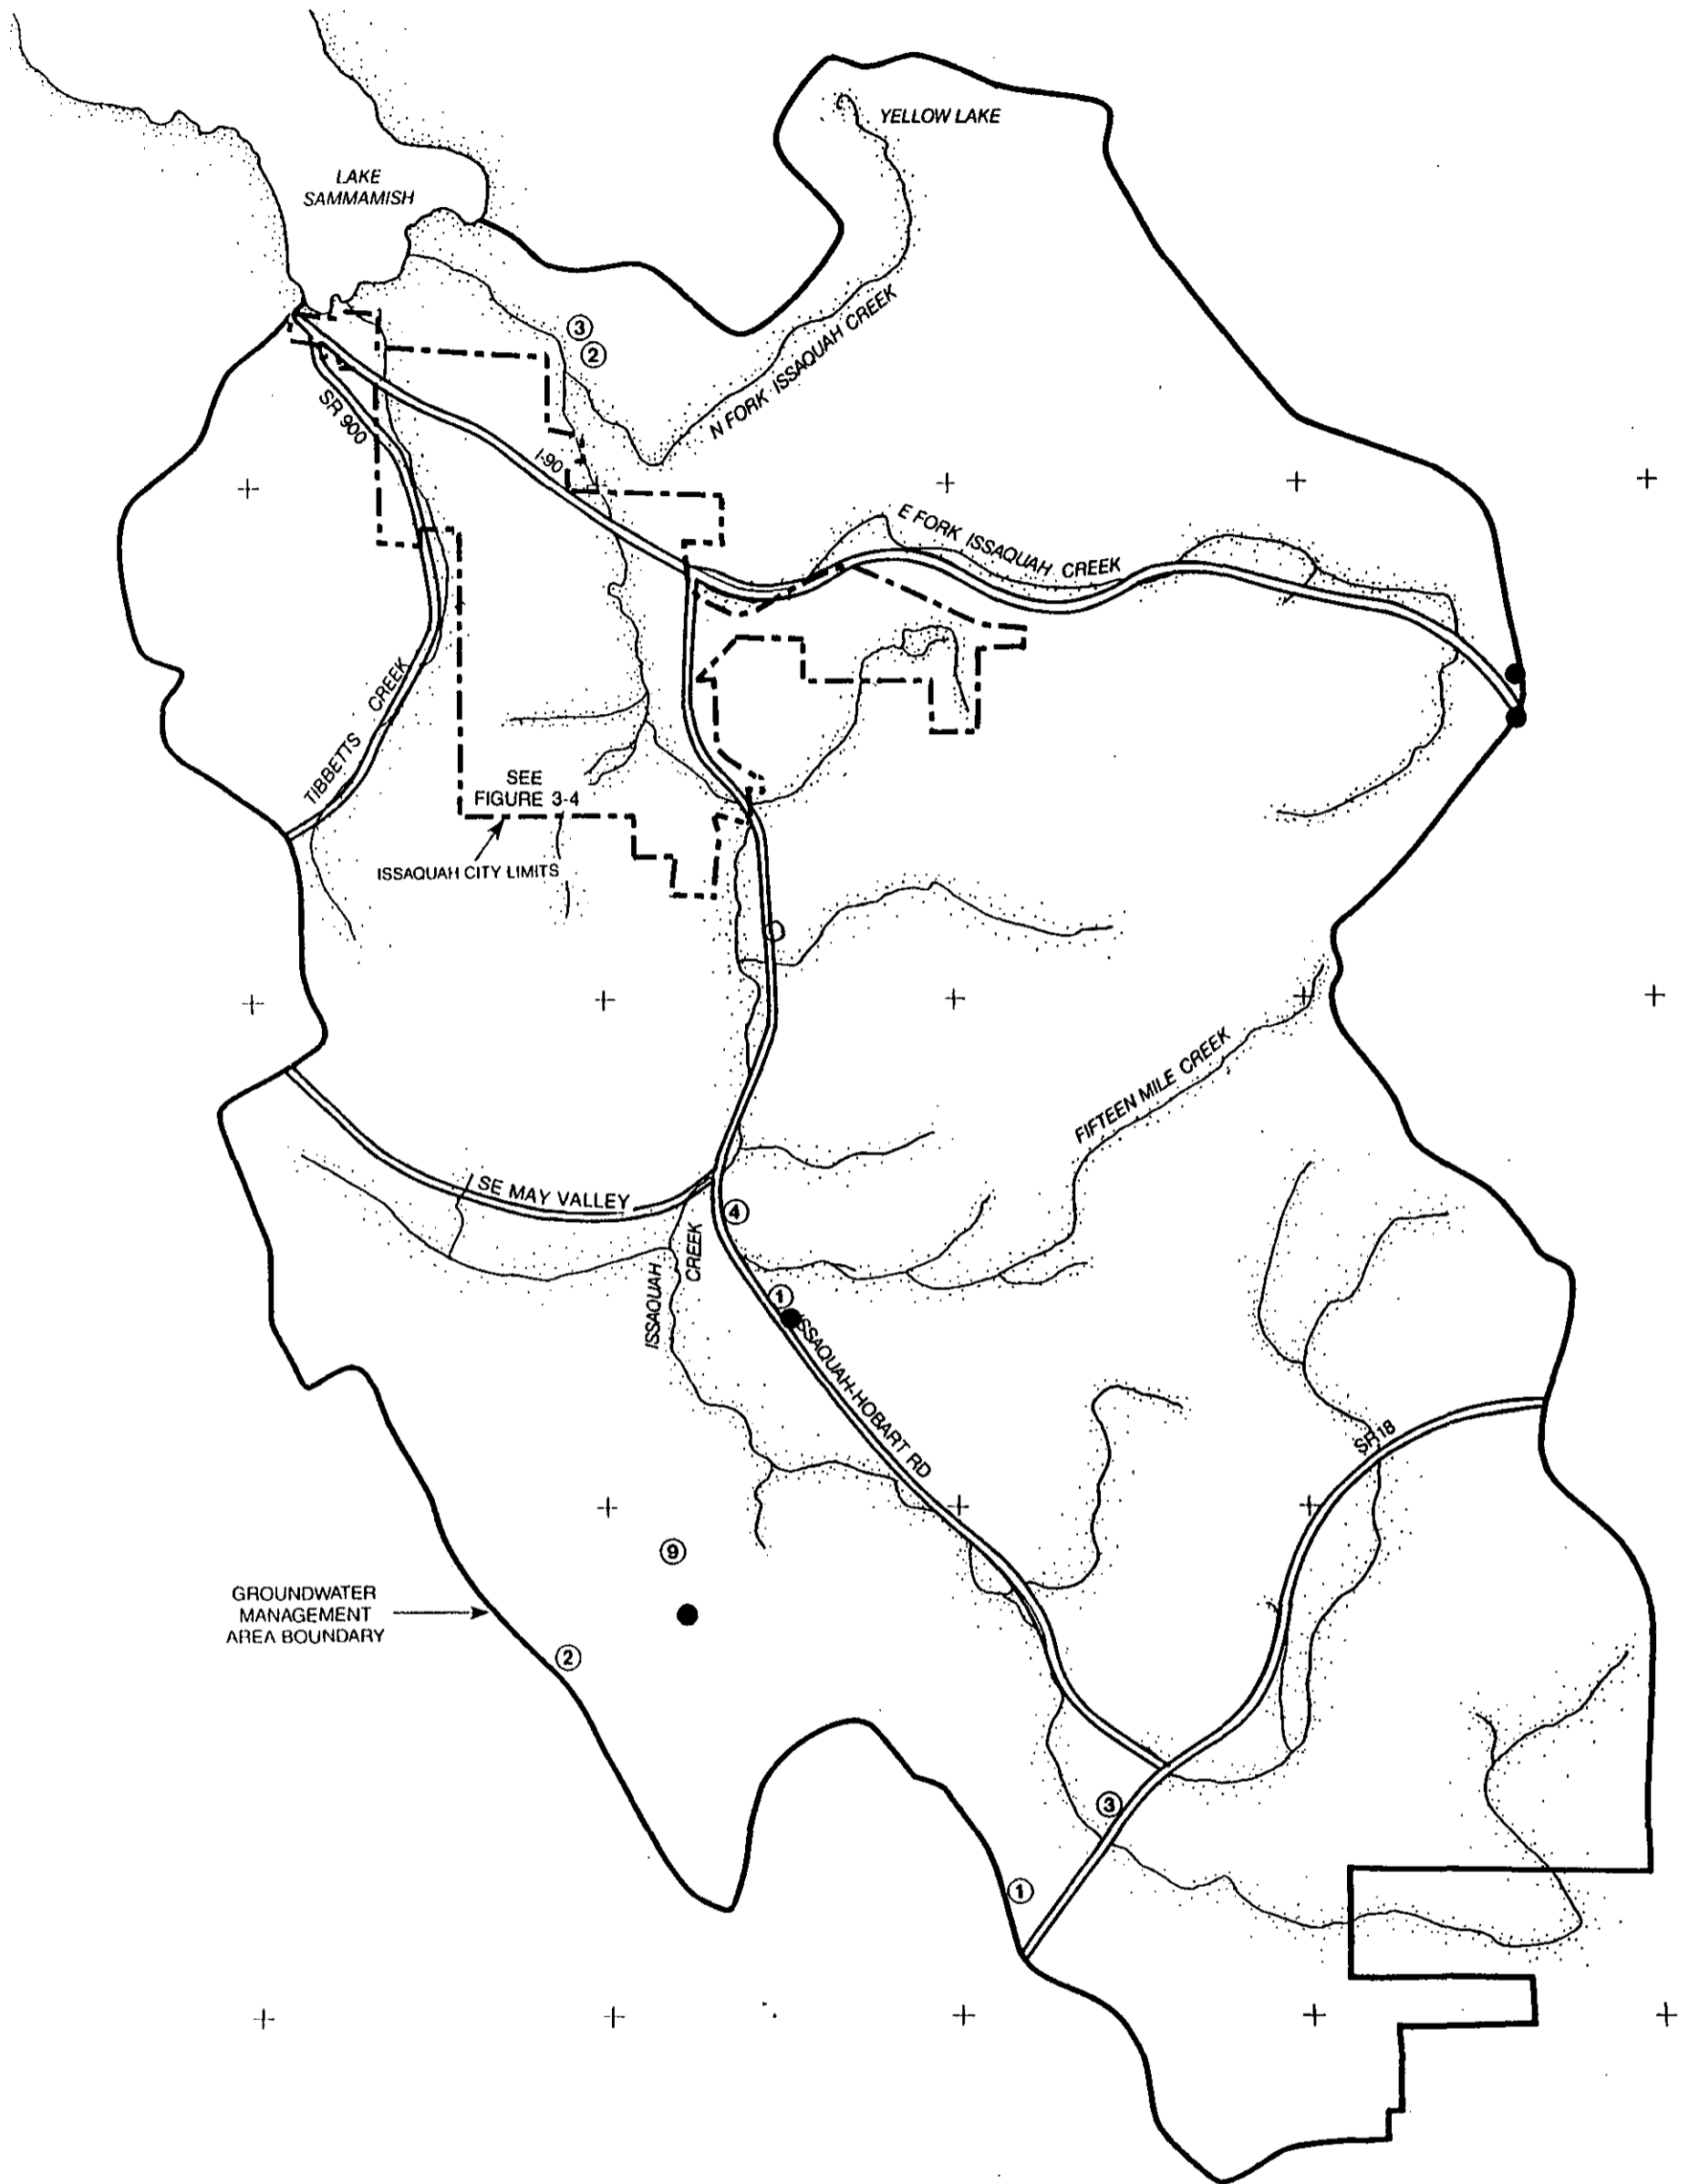 YELLOW LAKE
LAKE
SAMMAMISH
③
②
N FORK ISSAQUAH CREEK
SR 900
I-90
E FORK ISSAQUAH CREEK
TIBBETTS CREEK
SEE
FIGURE 3-4
ISSAQUAH CITY LIMITS
FIFTEEN MILE CREEK
SE MAY VALLEY
④
ISSAQUAH
CREEK
①
ISSAQUAH-HOBART RD
SR 18
⑨
GROUNDWATER
MANAGEMENT
AREA BOUNDARY
②
③
①